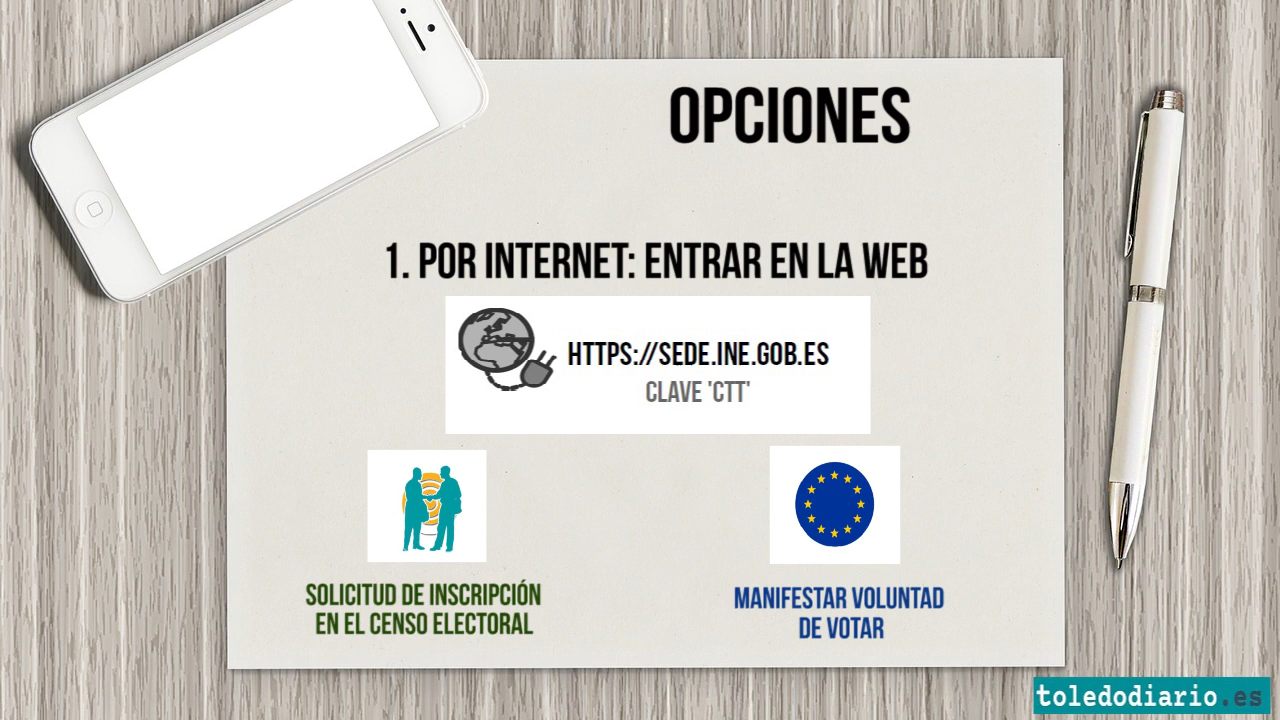 OPCIONES
1. POR INTERNET: ENTRAR EN LA WEB
HTTPS://SEDE.INE.GOB.ES
CLAVE 'CTT'
SOLICITUD DE INSCRIPCIÓN
EN EL CENSO ELECTORAL
MANIFESTAR VOLUNTAD
DE VOTAR
toledodiario.es